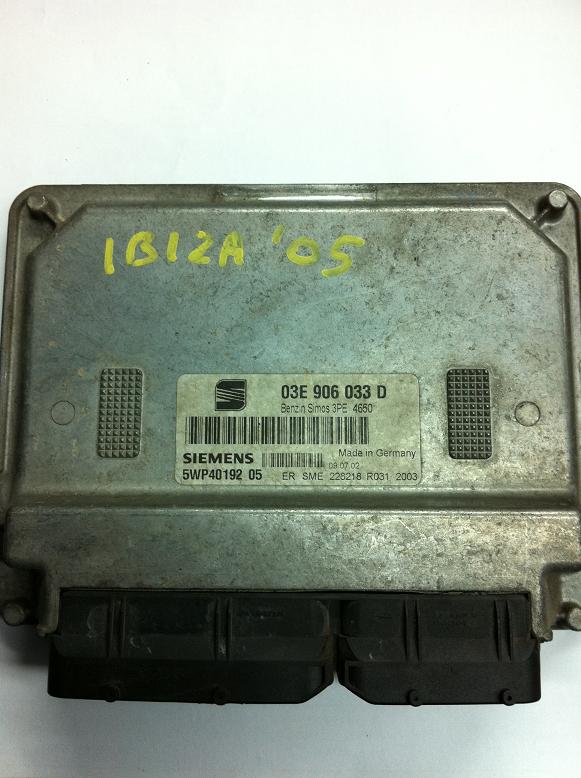 IBIZA '05
03E 906 033 D
Benzin Simos 3PE 4650
Made in Germany
SIEMENS
09.07.02
5WP40192 05 ER SME 226218 R031 2003